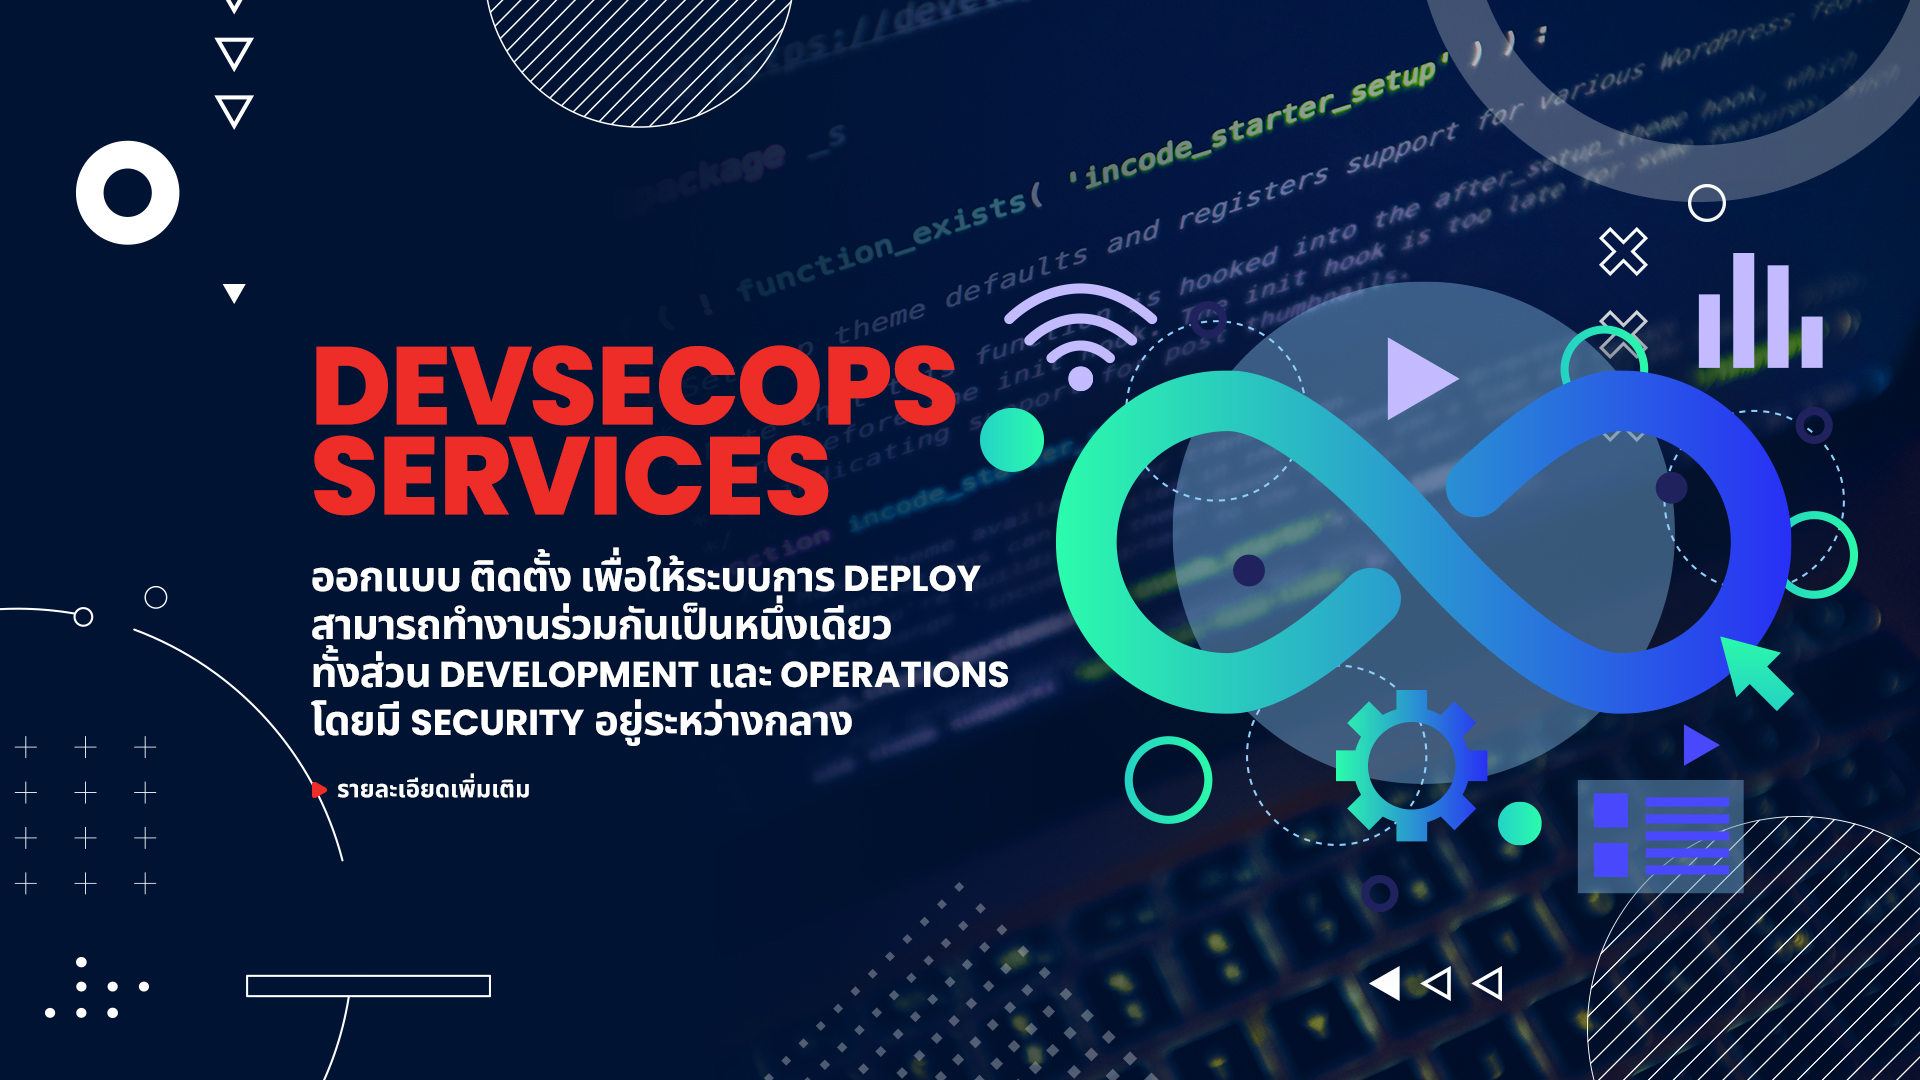 package _s
function_exists( 'incode_starter_setup' ) ) :
theme defaults and registers support for various WordPress
hooked into the after_setup_theme hook, which
init hook is too late for some
thumbnails.
DEVSECOPS
SERVICES
ออกแบบ ติดตั้ง เพื่อให้ระบบการ DEPLOY
สามารถทำงานร่วมกันเป็นหนึ่งเดียว
ทั้งส่วน DEVELOPMENT และ OPERATIONS
โดยมี SECURITY อยู่ระหว่างกลาง
รายละเอียดเพิ่มเติม